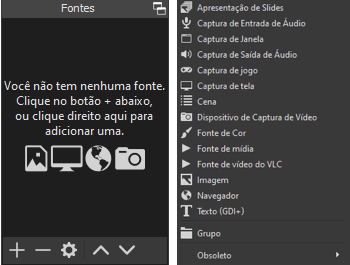 Fontes
Você não tem nenhuma fonte.
Clique no botão + abaixo,
ou clique direito aqui para
adicionar uma.
Apresentação de Slides
Captura de Entrada de Áudio
Captura de Janela
Captura de Saída de Áudio
Captura de jogo
Captura de tela
Cena
Dispositivo de Captura de Vídeo
Fonte de Cor
Fonte de mídia
Fonte de vídeo do VLC
Imagem
Navegador
Texto (GDI+)
Grupo
Obsoleto